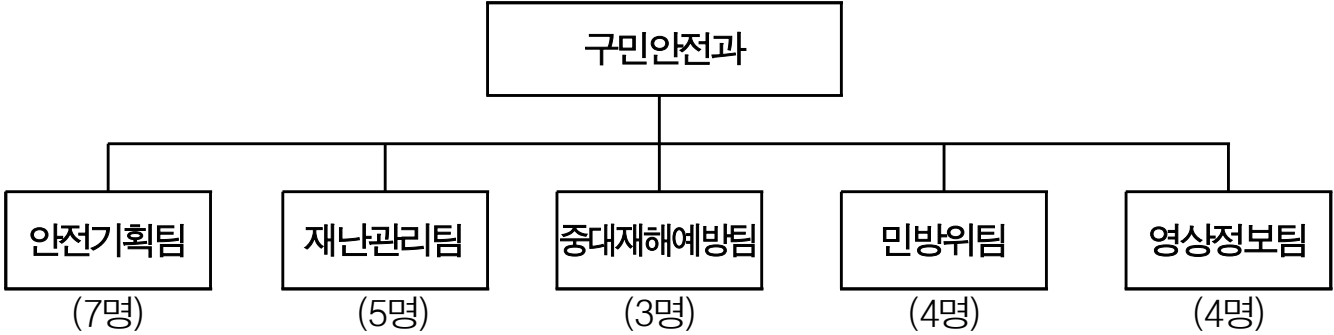 구민안전과
안전기획팀 재난관리팀 중대재해예방팀 민방위팀 영상정보팀
(7명) (5명) (3명) (4명) (4명)